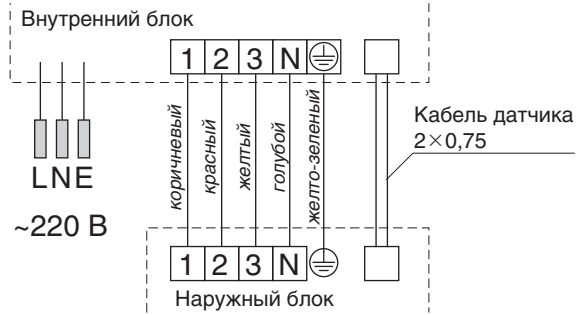 Внутренний блок
1 2 3 N
коричневый
красный
желтый
голубой
желто-зеленый
Кабель датчика
2×0,75
LNE
~220 В
1 2 3 N
Наружный блок